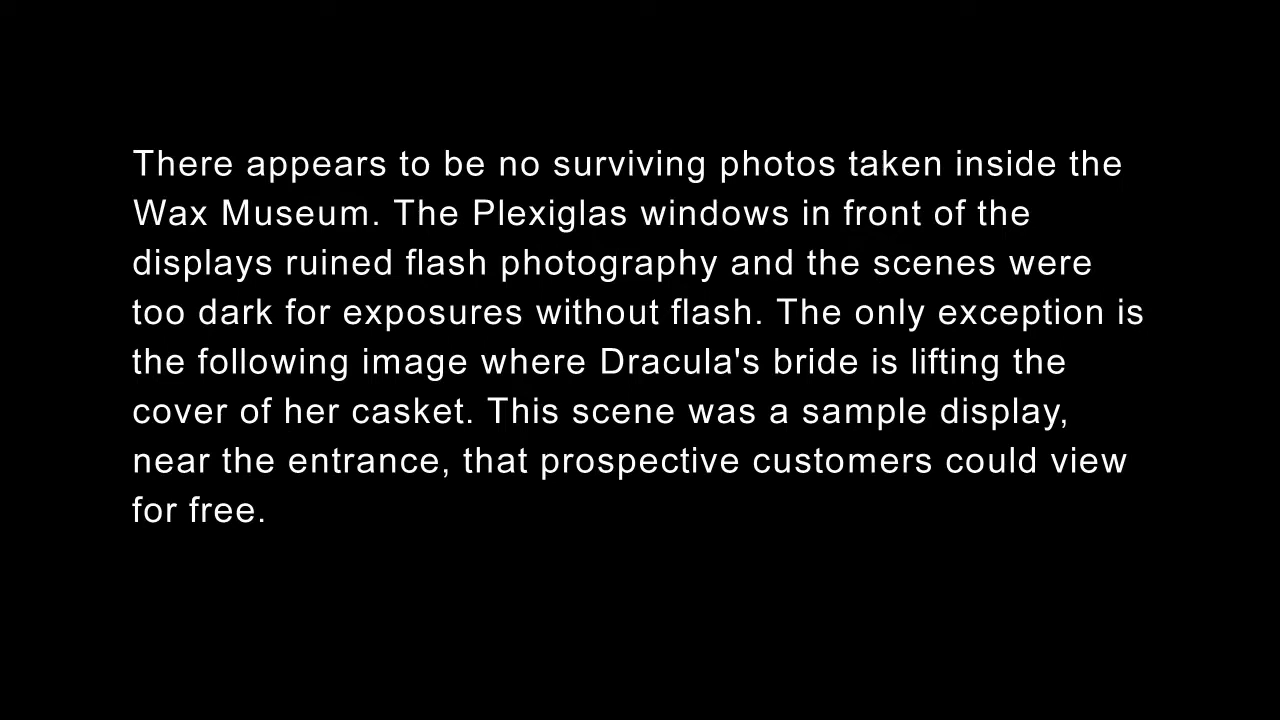 There appears to be no surviving photos taken inside the
Wax Museum. The Plexiglas windows in front of the
displays ruined flash photography and the scenes were
too dark for exposures without flash. The only exception is
the following image where Dracula's bride is lifting the
cover of her casket. This scene was a sample display,
near the entrance, that prospective customers could view
for free.